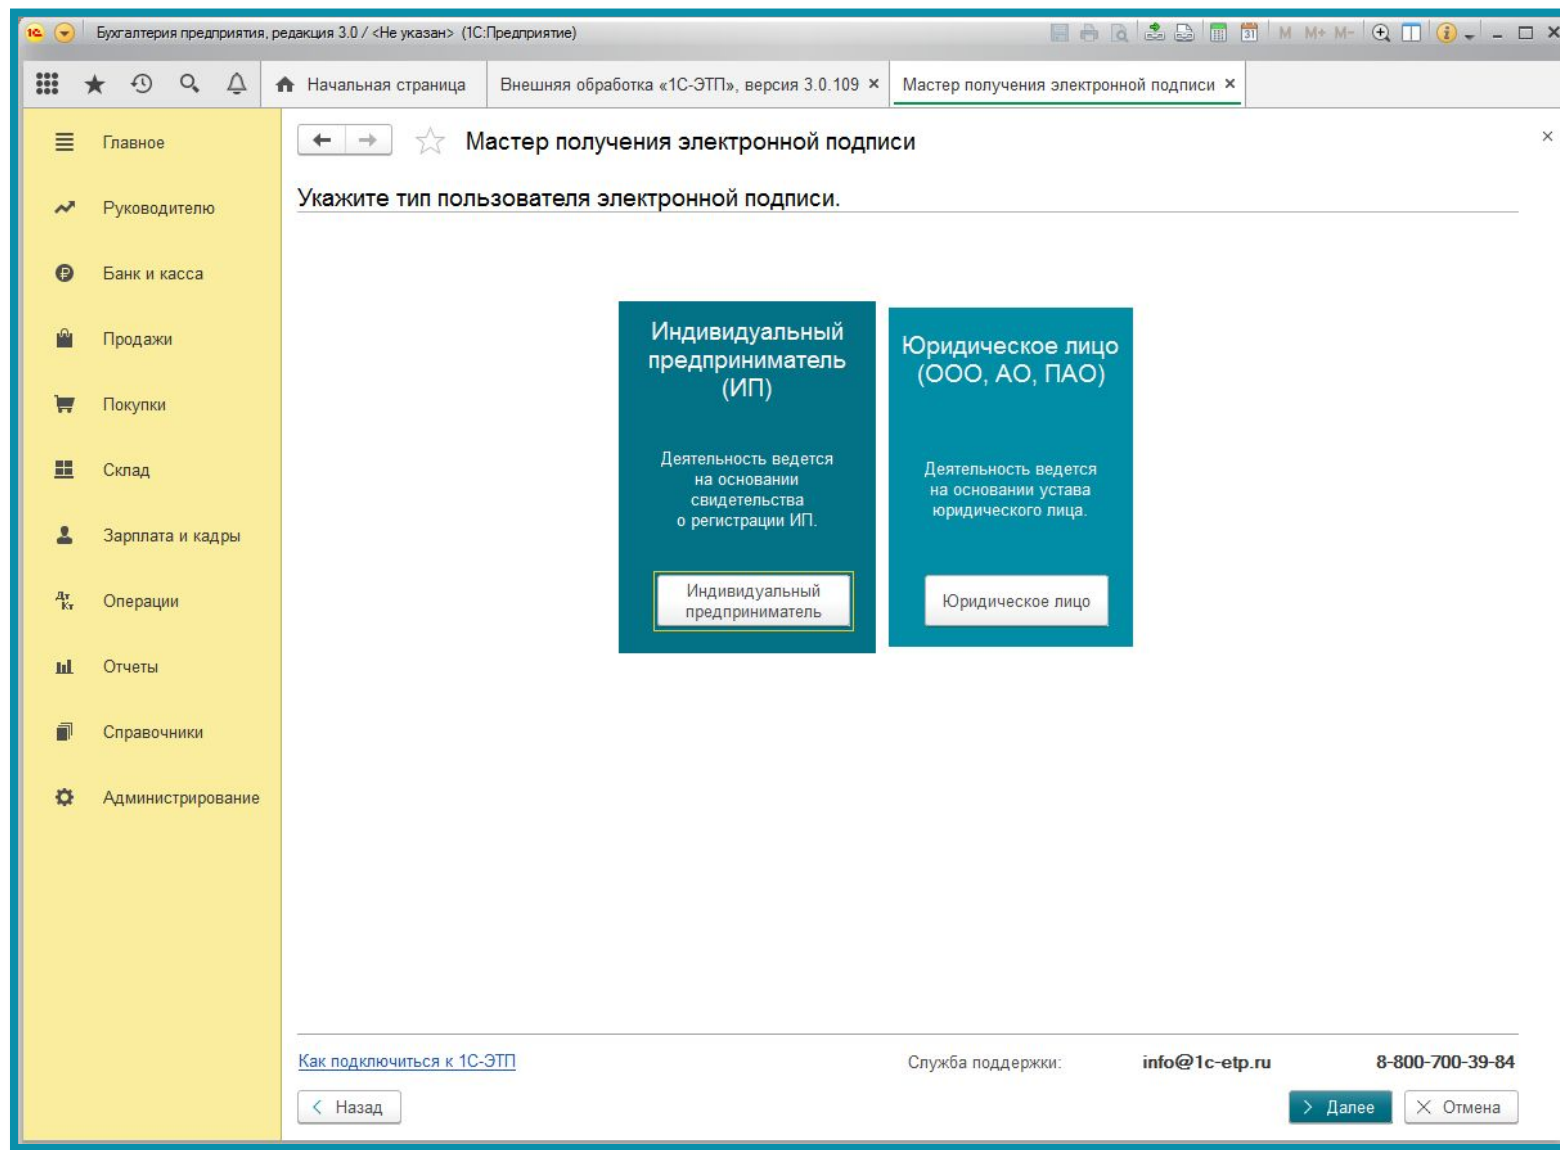 Бухгалтерия предприятия, редакция 3.0 / <Не указан> (1С:Предприятие)
31 M M+ M-
Начальная страница
Внешняя обработка «1С-ЭТП», версия 3.0.109 ×
Мастер получения электронной подписи ×
Главное
Руководителю
Банк и касса
Продажи
Покупки
Склад
Зарплата и кадры
Дт
Кт
Операции
Отчеты
Справочники
Администрирование
Мастер получения электронной подписи
Укажите тип пользователя электронной подписи.
Индивидуальный
предприниматель
(ИП)
Деятельность ведется
на основании
свидетельства
о регистрации ИП.
Индивидуальный
предприниматель
Юридическое лицо
(ООО, АО, ПАО)
Деятельность ведется
на основании устава
юридического лица.
Юридическое лицо
Как подключиться к 1С-ЭТП
Служба поддержки: info@1c-etp.ru 8-800-700-39-84
Назад
Далее
Отмена